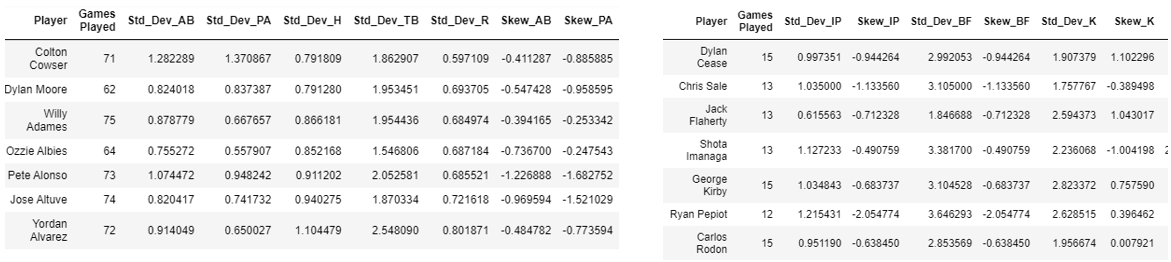 Player Games Played Std_Dev_AB Std_Dev_PA Std_Dev_H Std_Dev_TB Std_Dev_R Skew_AB Skew_PA
Colton Cowser 71 1.282289 1.370867 0.791809 1.862907 0.597109 -0.411287 -0.885885
Dylan Moore 62 0.824018 0.837387 0.791280 1.953451 0.693705 -0.547428 -0.958595
Willy Adames 75 0.878779 0.667657 0.866181 1.954436 0.684974 -0.394165 -0.253342
Ozzie Albies 64 0.755272 0.557907 0.852168 1.546806 0.687184 -0.736700 -0.247543
Pete Alonso 73 1.074472 0.948242 0.911202 2.052581 0.685521 -1.226888 -1.682752
Jose Altuve 74 0.820417 0.741732 0.940275 1.870334 0.721618 -0.969594 -1.521029
Yordan Alvarez 72 0.914049 0.650027 1.104479 2.548090 0.801871 -0.484782 -0.773594
Player Games Played Std_Dev_IP Skew_IP Std_Dev_BF Skew_BF Std_Dev_K Skew_K
Dylan Cease 15 0.997351 -0.944264 2.992053 -0.944264 1.907379 1.102296
Chris Sale 13 1.035000 -1.133560 3.105000 -1.133560 1.757767 -0.389498
Jack Flaherty 13 0.615563 -0.712328 1.846688 -0.712328 2.594373 1.043017
Shota Imanaga 13 1.127233 -0.490759 3.381700 -0.490759 2.236068 -1.004198 2
George Kirby 15 1.034843 -0.683737 3.104528 -0.683737 2.823372 0.757590
Ryan Pepiot 12 1.215431 -2.054774 3.646293 -2.054774 2.628515 0.396462
Carlos Rodon 15 0.951190 -0.638450 2.853569 -0.638450 1.956674 0.007921